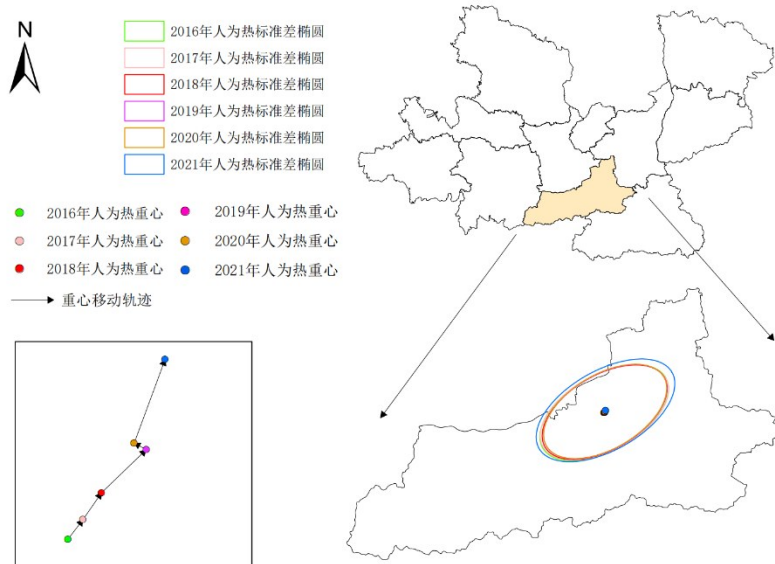 N
2016年人为热标准差椭圆
2017年人为热标准差椭圆
2018年人为热标准差椭圆
2019年人为热标准差椭圆
2020年人为热标准差椭圆
2021年人为热标准差椭圆
2016年人为热重心 2019年人为热重心
2017年人为热重心 2020年人为热重心
2018年人为热重心 2021年人为热重心
重心移动轨迹